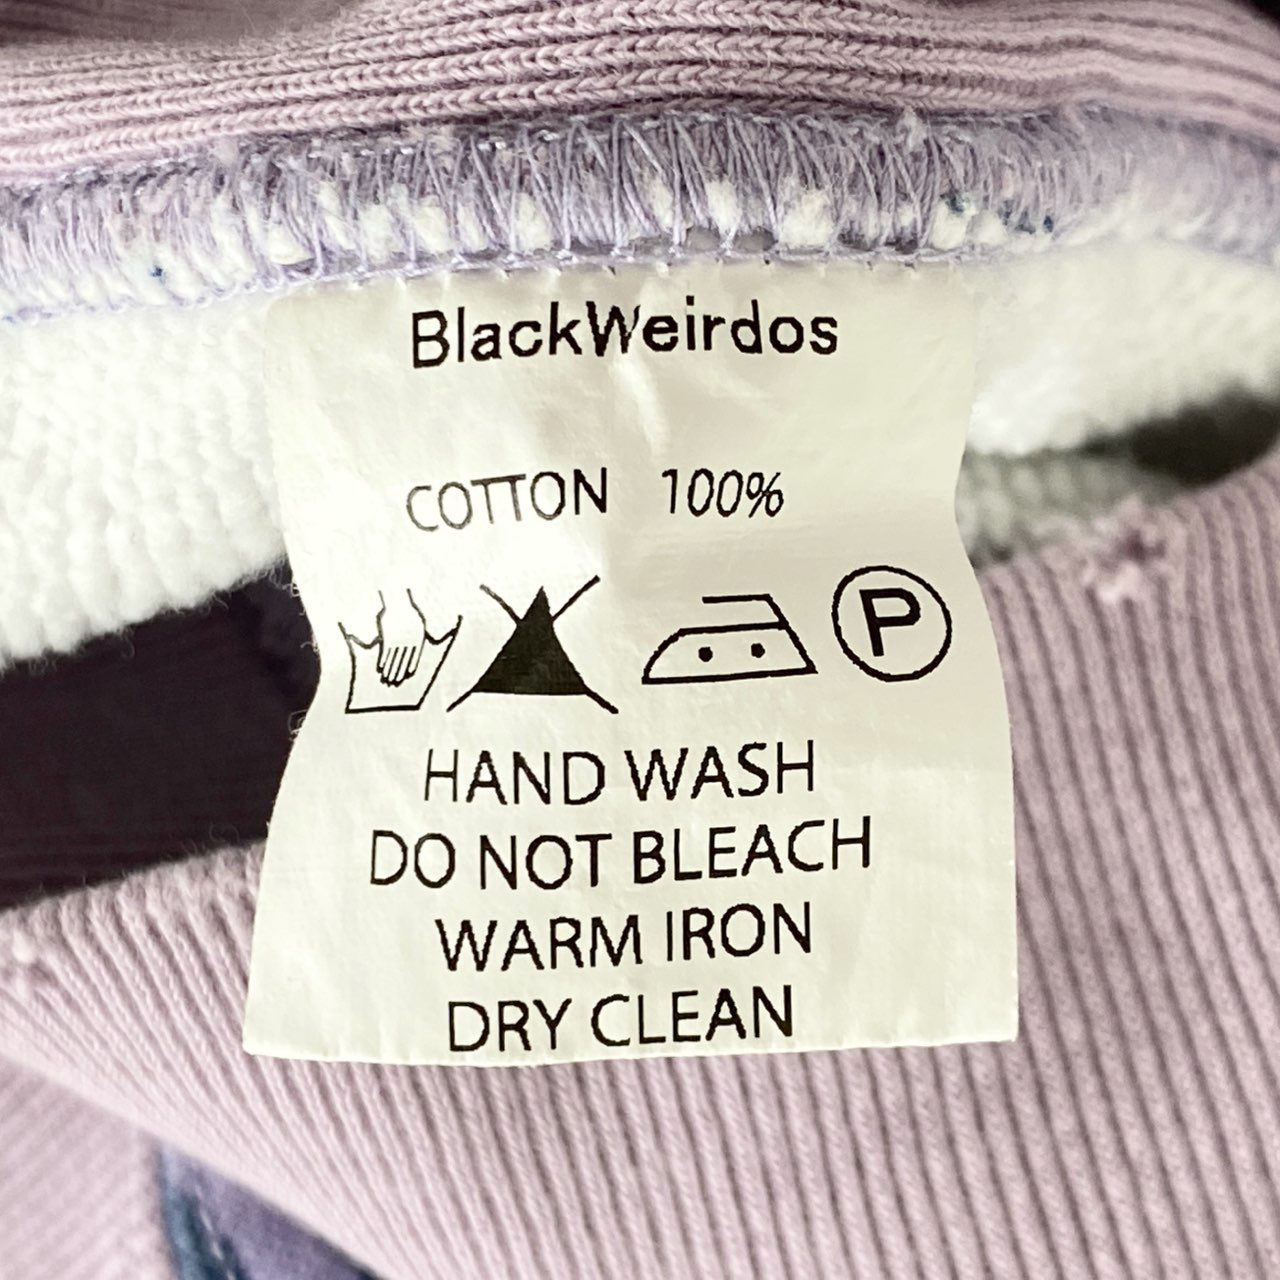 BlackWeirdos
COTTON 100%
P
HAND WASH
DO NOT BLEACH
WARM IRON
DRY CLEAN